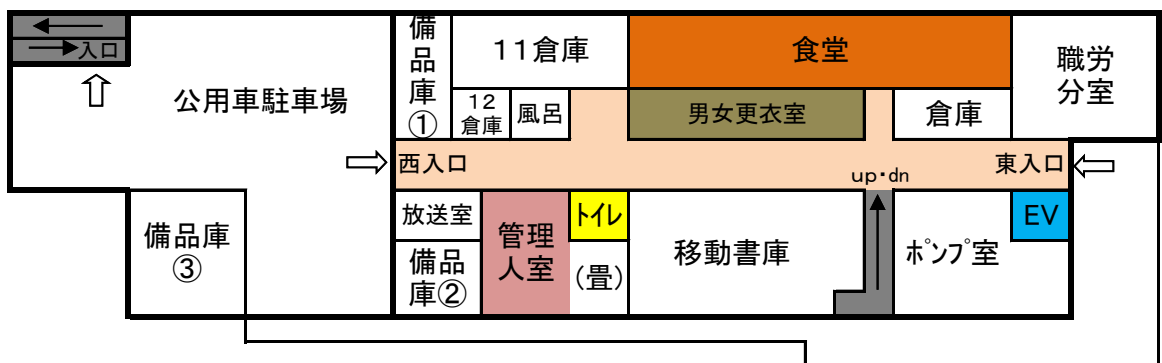 入口
公用車駐車場
備
品
庫
①
11倉庫
12
倉庫
風呂
食堂
男女更衣室
倉庫
職労
分室
西入口
up・dn
東入口
放送室
備品
庫②
管理
人室
トイレ
(畳)
移動書庫
ポンプ室
EV
備品庫
③